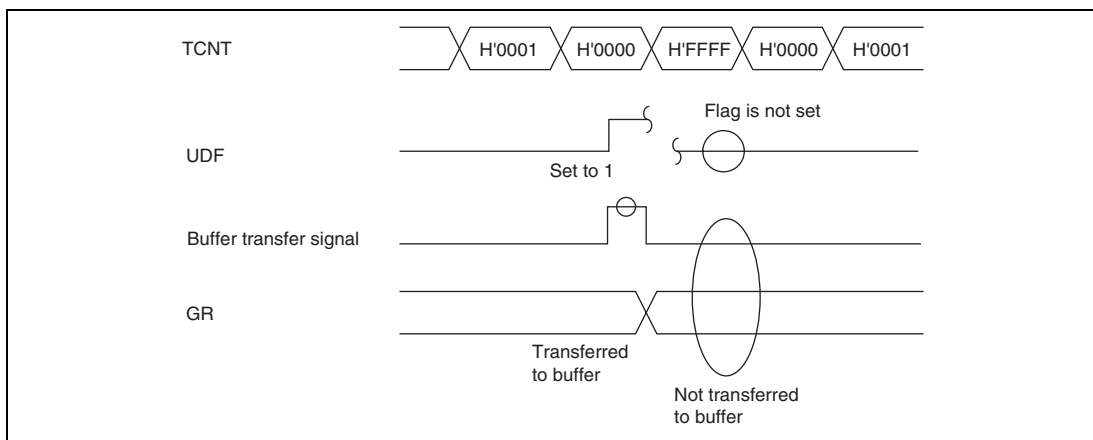 TCNT
H'0001
H'0000
H'FFFF
H'0000
H'0001
Flag is not set
UDF
Set to 1
Buffer transfer signal
GR
Transferred
to buffer
Not transferred
to buffer